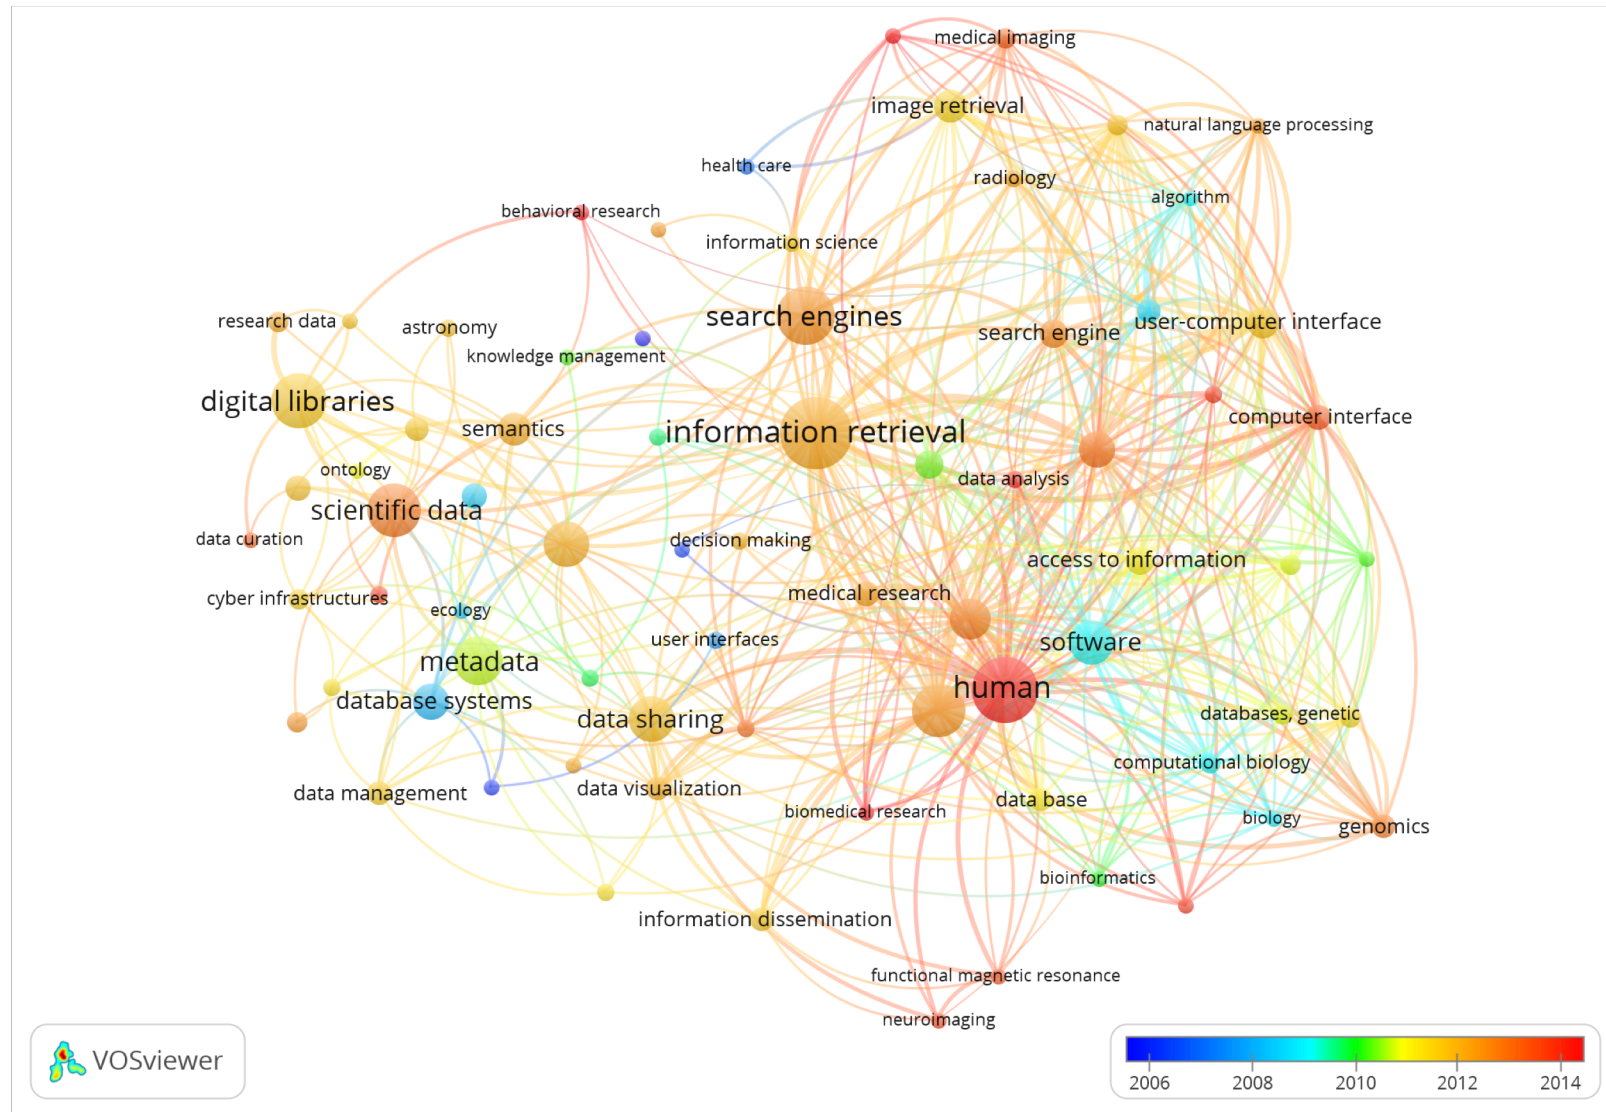 medical imaging
image retrieval
natural language processing
health care
radiology
algorithm
behavioral research
information science
search engines
research data
astronomy
search engine
user-computer interface
knowledge management
digital libraries
computer interface
semantics
information retrieval
ontology
data analysis
scientific data
data curation
decision making
access to information
medical research
cyber infrastructures
ecology
user interfaces
software
metadata
human
database systems
data sharing
databases, genetic
computational biology
data management
data visualization
data base
biomedical research
biology
genomics
bioinformatics
information dissemination
functional magnetic resonance
neuroimaging
VOSviewer
2006 2008 2010 2012 2014